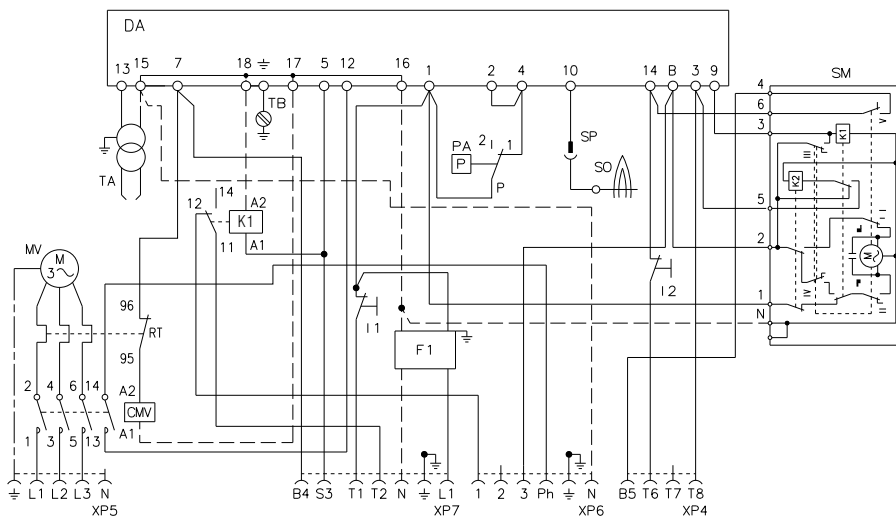 DA
13 15 7 18 17 5 12 16 1 2 4 10 14 B 3 9
SM
4
6
3
5
2
1
N
K1
K2
M
V
III
I
IV
II
TB
TA
PA
P
2 1
P
SP
SO
MV
M
3~
14
12
11
A2
K1
A1
96
RT
95
I1
I2
F1
2 4 6 14
A2
CMV
A1
1 3 5 13
L1 L2 L3 N
XP5
B4 S3 T1 T2 N L1
XP7
1 2 3 Ph N
XP6
B5 T6 T7 T8
XP4